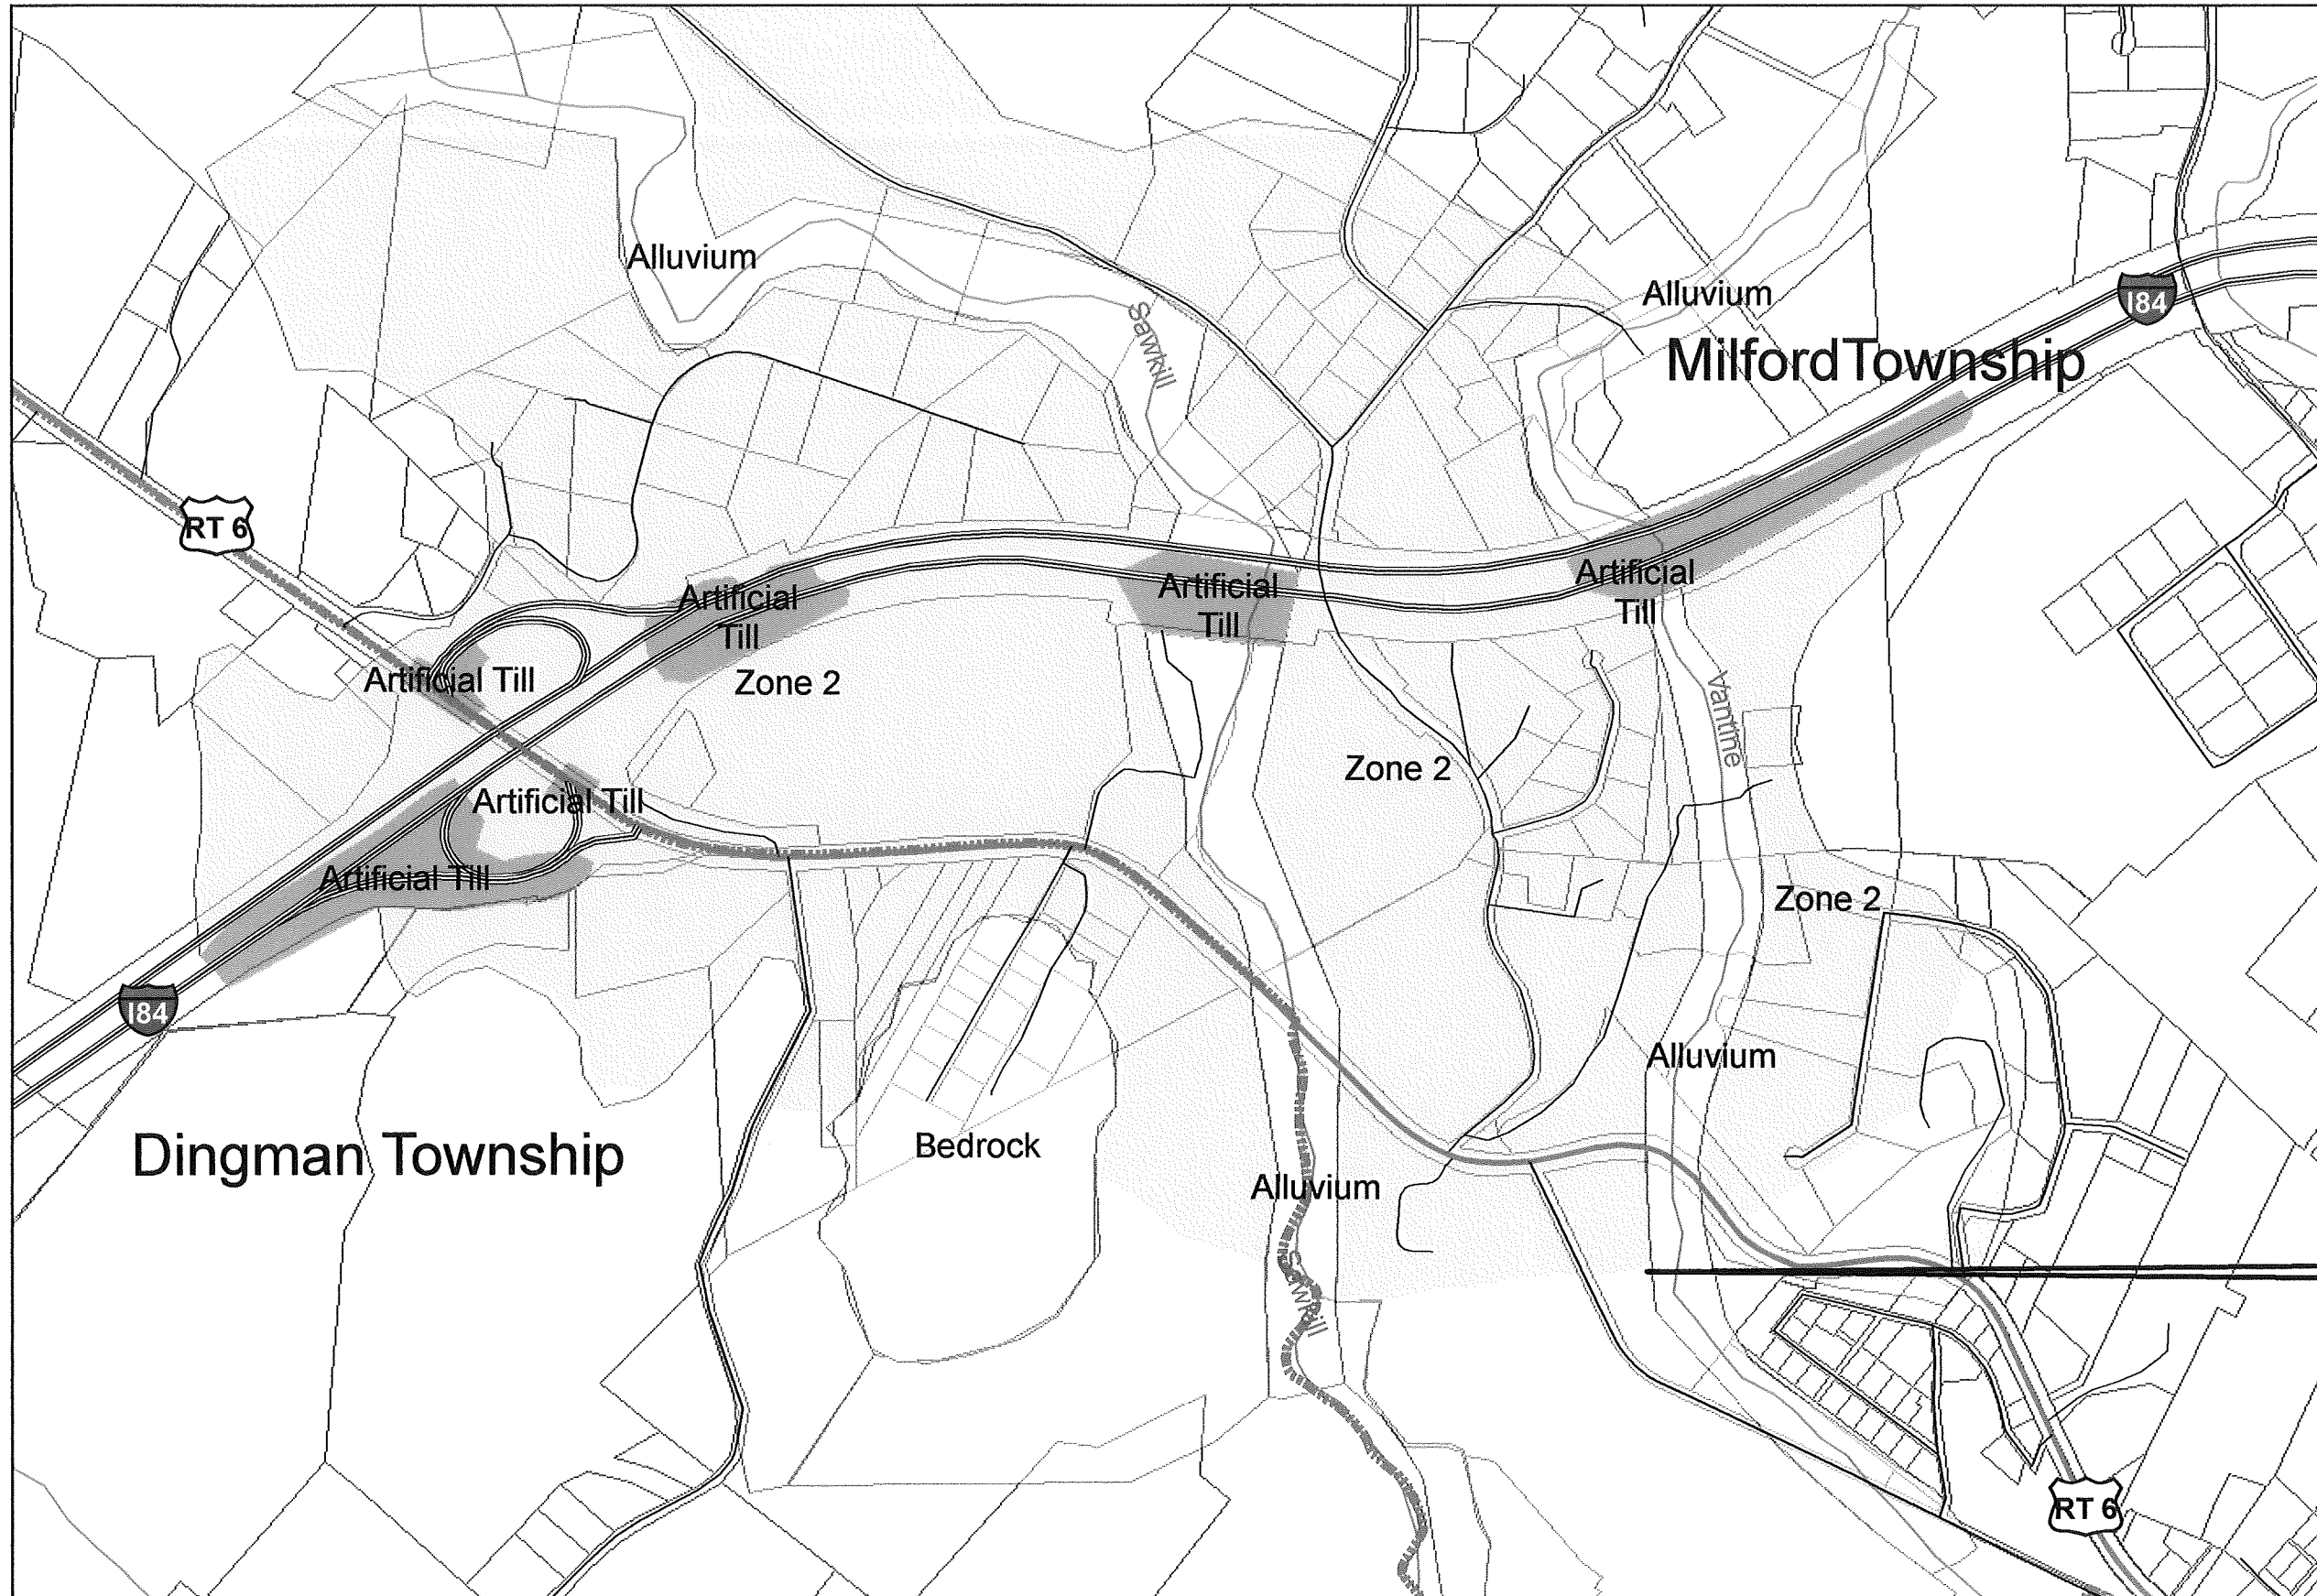 Alluvium
Sawkill
Alluvium
I84
MilfordTownship
RT 6
Artificial
Till
Artificial
Till
Artificial
Till
Artificial Till
Zone 2
Vantine
Zone 2
Artificial Till
Artificial Till
Zone 2
I84
Alluvium
Dingman Township
Bedrock
Alluvium
Sawkill
RT 6